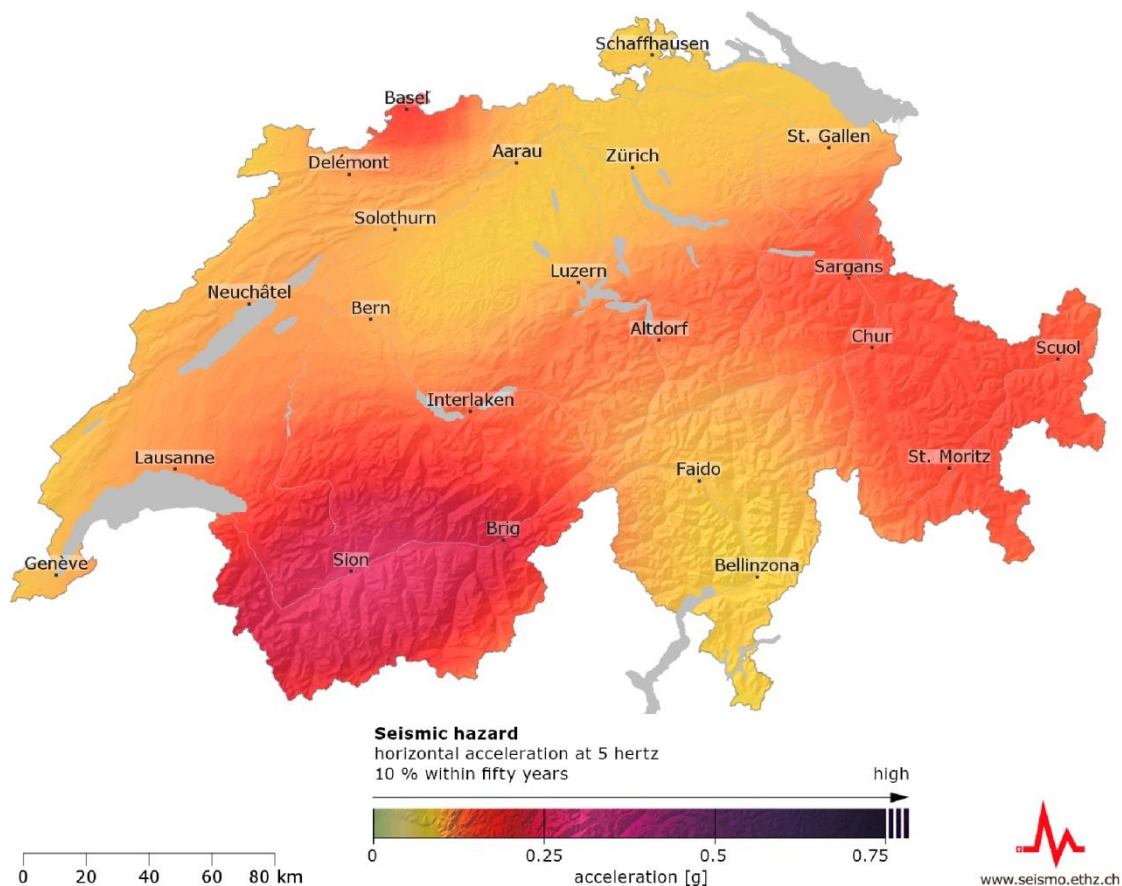 Schaffhausen
Basel
St. Gallen
Aarau
Zürich
Delémont
Solothurn
Luzern
Sargans
Neuchâtel
Bern
Altdorf
Chur
Scuol
Interlaken
Lausanne
Faido
St. Moritz
Brig
Sion
Genève
Bellinzona
Seismic hazard
horizontal acceleration at 5 hertz
10 % within fifty years
high
0
0.25
0.5
0.75
acceleration [g]
0 20 40 60 80 km
www.seismo.ethz.ch